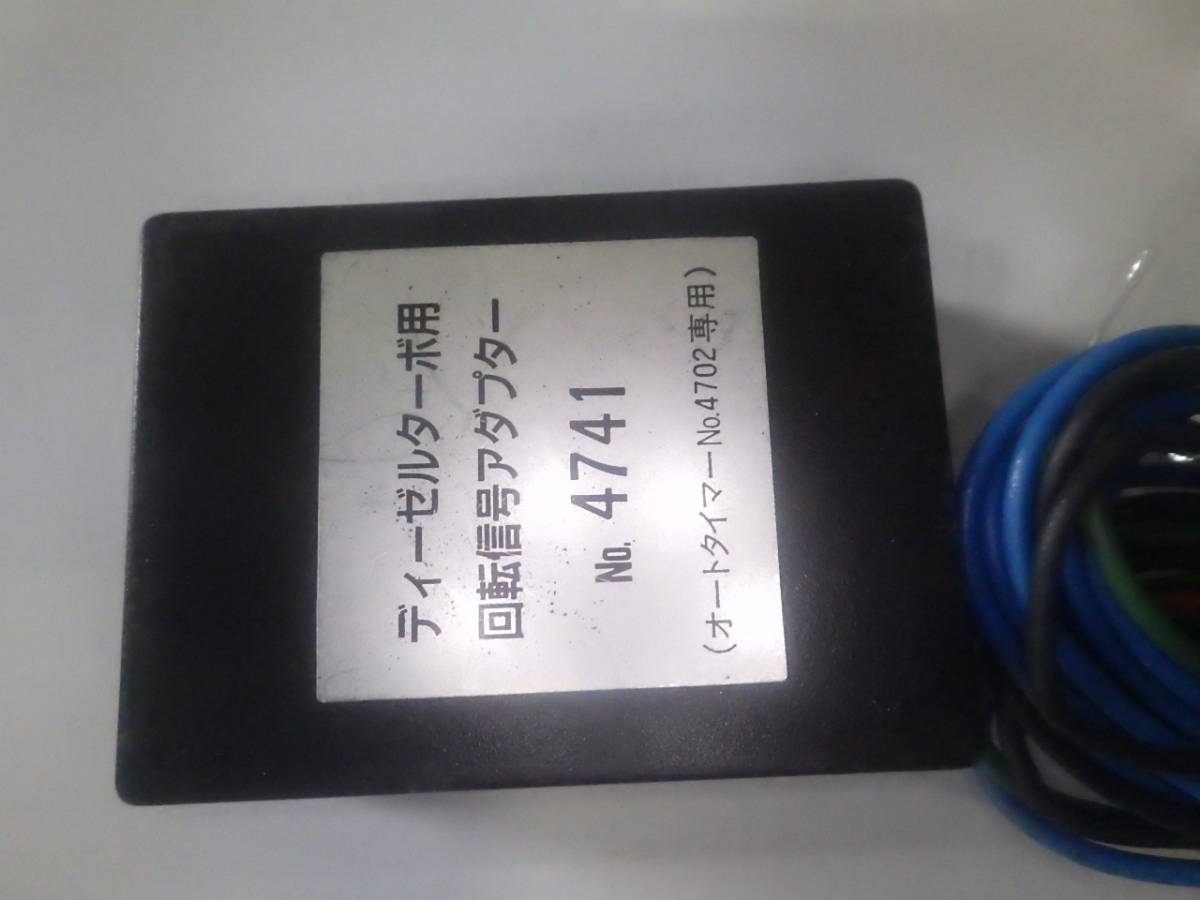 ディーゼルターボ用
回転信号アダプター
No. 4741
(オートタイマーNo.4702専用)